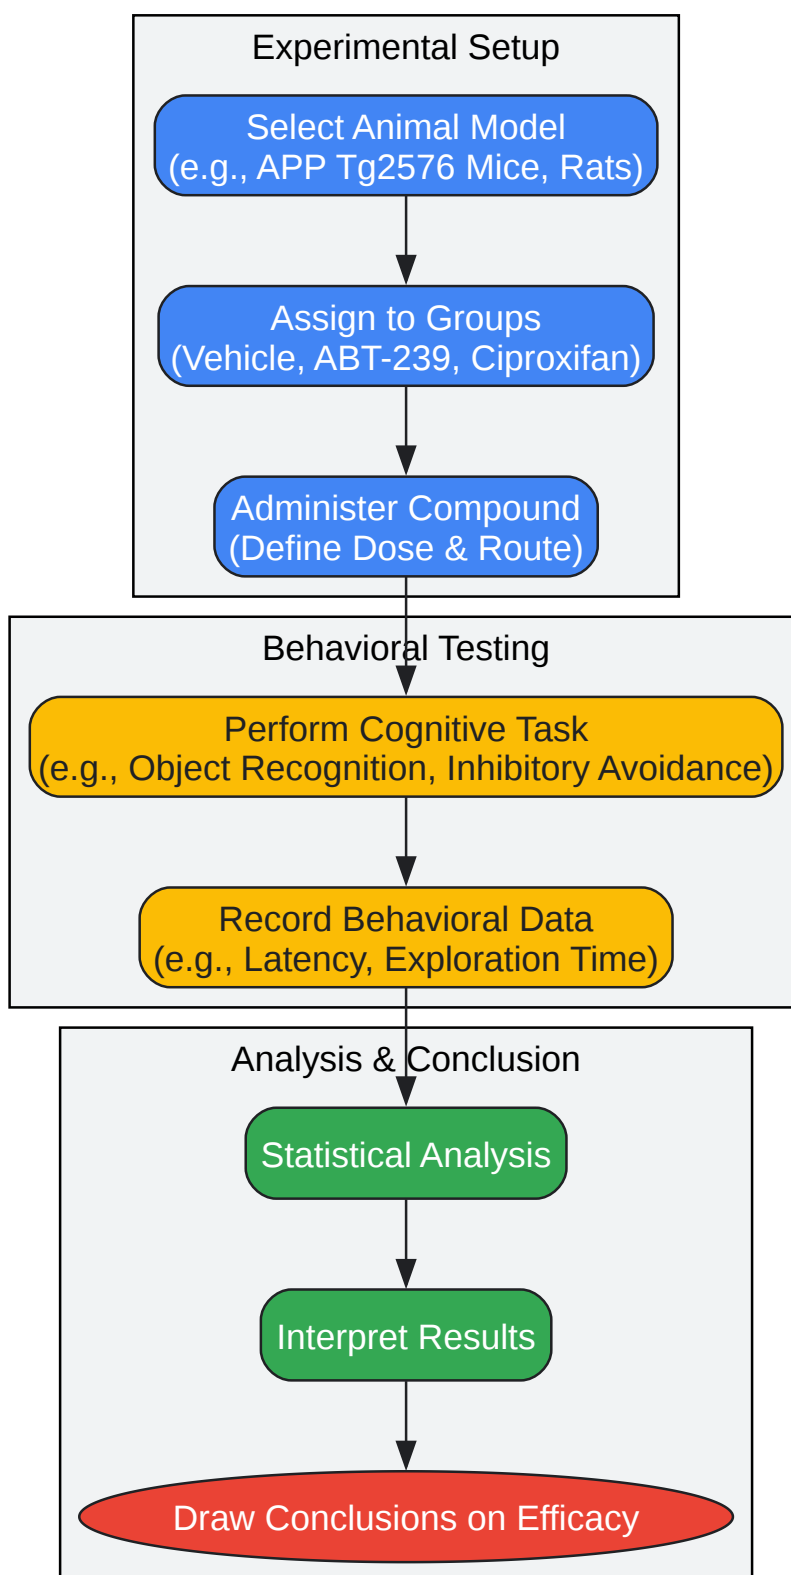 Experimental Setup
Select Animal Model
(e.g., APP Tg2576 Mice, Rats)
Assign to Groups
(Vehicle, ABT-239, Ciproxifan)
Administer Compound
(Define Dose & Route)
Behavioral Testing
Perform Cognitive Task
(e.g., Object Recognition, Inhibitory Avoidance)
Record Behavioral Data
(e.g., Latency, Exploration Time)
Analysis & Conclusion
Statistical Analysis
Interpret Results
Draw Conclusions on Efficacy